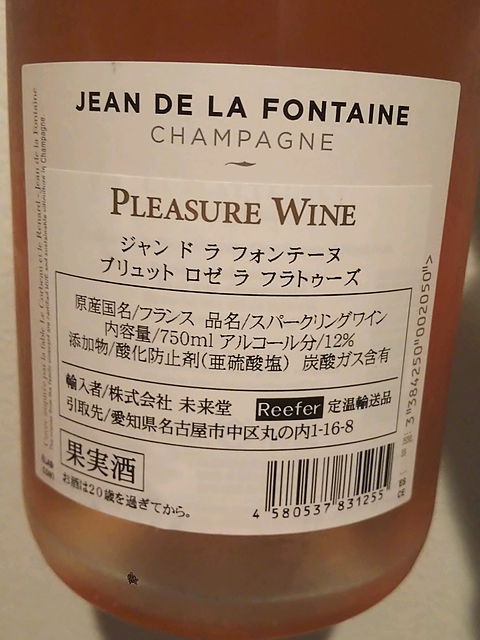 JEAN DE LA FONTAINE
CHAMPAGNE
PLEASURE WINE
ジャン ド ラ フォンテーヌ
ブリュット ロゼ ラ フラトゥーズ
原産国名/フランス 品名/スパークリングワイン
内容量/750ml アルコール分/12%
添加物/酸化防止剤(亜硫酸塩) 炭酸ガス含有
輸入者/株式会社 未来堂 Reefer 定温輸送品
引取先/愛知県名古屋市中区丸の内1-16-8
果実酒
お酒は20歳を過ぎてから。
4 580537 831255
3 384250 002050 >